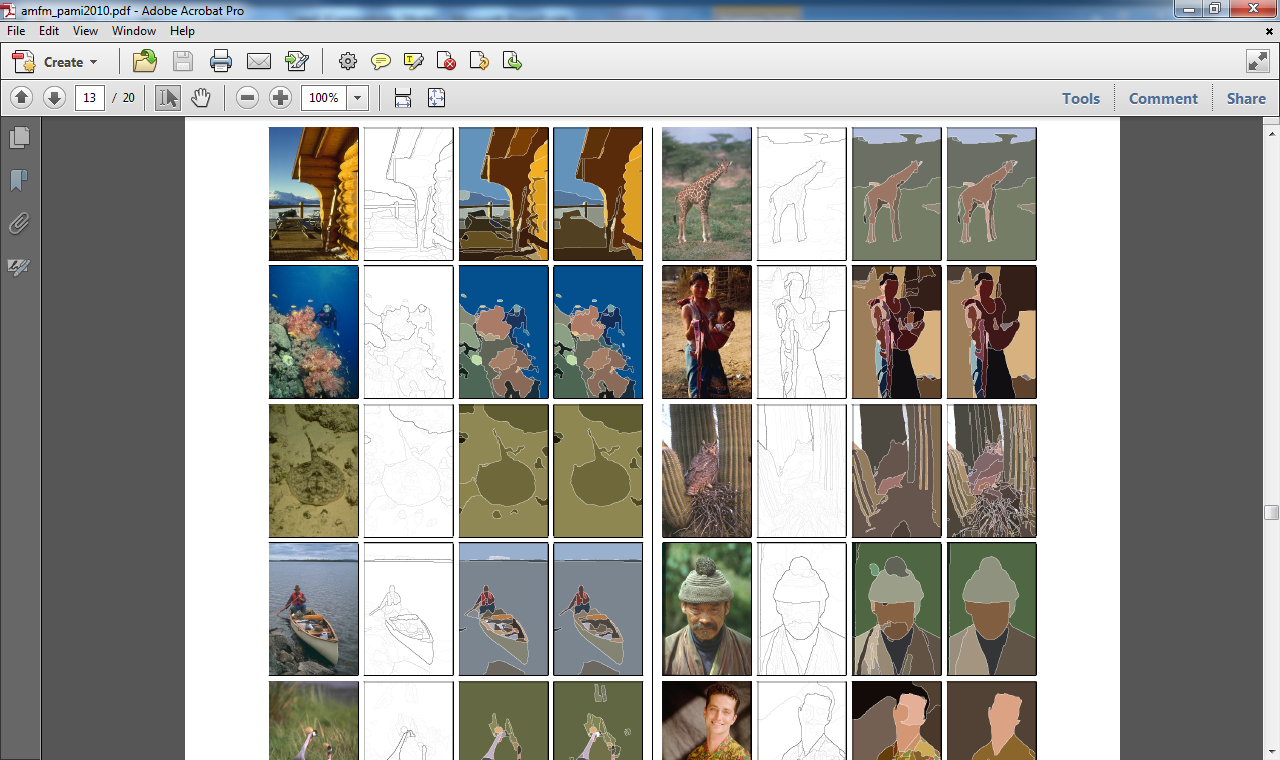 amfm_pami2010.pdf - Adobe Acrobat Pro
File Edit View Window Help
Create
13 / 20 100% Tools Comment Share